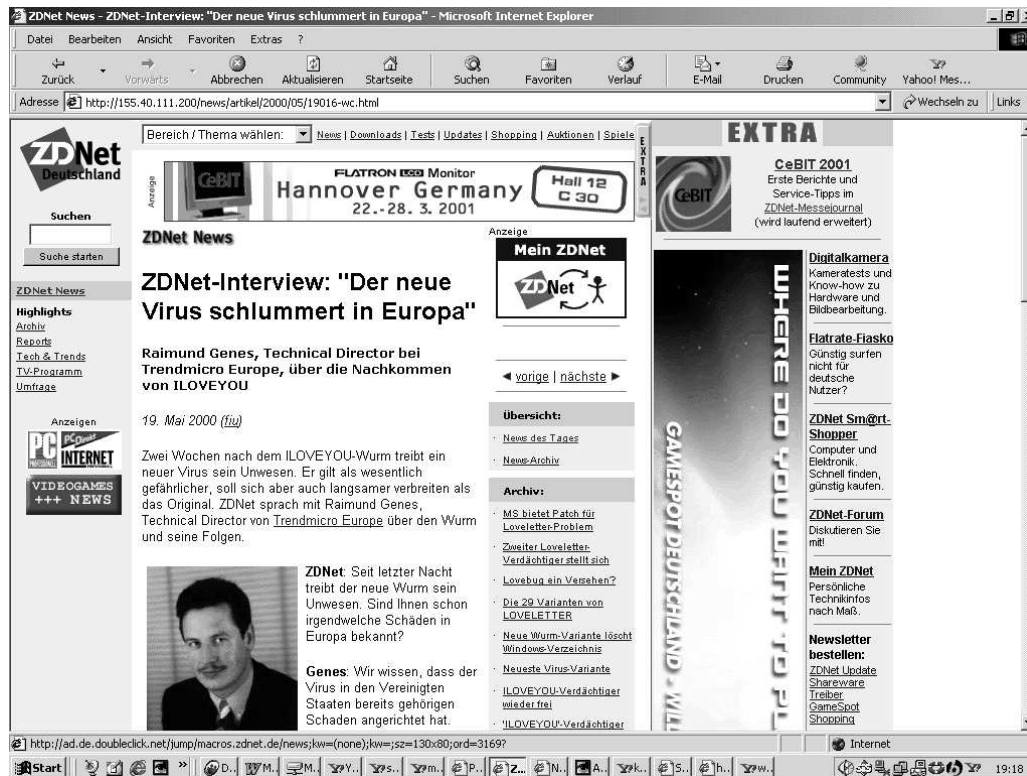 ZDNet News - ZDNet-Interview: "Der neue Virus schlummert in Europa" - Microsoft Internet Explorer
Datei Bearbeiten Ansicht Favoriten Extras ?
Zurück Vorwärts Abbrechen Aktualisieren Startseite Suchen Favoriten Verlauf E-Mail Drucken Community Yahoo! Mes...
Adresse http://155.40.111.200/news/artikel/2000/05/19016-wc.html Wechseln zu Links
ZDNet
Deutschland
Suchen
Suche starten
ZDNet News
Highlights
Archiv
Reports
Tech & Trends
TV-Programm
Umfrage
Anzeigen
PC PROFESSIONELL PC Direkt INTERNET
VIDEOGAMES
+++ NEWS
Bereich / Thema wählen: News | Downloads | Tests | Updates | Shopping | Auktionen | Spiele
EXTRA
Anzeige
CeBIT
FLATRON LCD Monitor
Hannover Germany
22.-28. 3. 2001
Hall 12
C 30
ZDNet News
ZDNet-Interview: "Der neue
Virus schlummert in Europa"
Raimund Genes, Technical Director bei
Trendmicro Europe, über die Nachkommen
von ILOVEYOU
19. Mai 2000 (fiu)
Zwei Wochen nach dem ILOVEYOU-Wurm treibt ein
neuer Virus sein Unwesen. Er gilt als wesentlich
gefährlicher, soll sich aber auch langsamer verbreiten als
das Original. ZDNet sprach mit Raimund Genes,
Technical Director von Trendmicro Europe über den Wurm
und seine Folgen.
ZDNet: Seit letzter Nacht
treibt der neue Wurm sein
Unwesen. Sind Ihnen schon
irgendwelche Schäden in
Europa bekannt?
Genes: Wir wissen, dass der
Virus in den Vereinigten
Staaten bereits gehörigen
Schaden angerichtet hat.
Anzeige
Mein ZDNet
ZDNet
vorige | nächste
Übersicht:
· News des Tages
· News-Archiv
Archiv:
· MS bietet Patch für
Loveletter-Problem
· Zweiter Loveletter-
Verdächtiger stellt sich
· Lovebug ein Versehen?
· Die 29 Varianten von
LOVELETTER
· Neue Wurm-Variante löscht
Windows-Verzeichnis
· Neueste Virus-Variante
· ILOVEYOU-Verdächtiger
wieder frei
· 'ILOVEYOU'-Verdächtiger
EXTRA
CeBIT
CeBIT 2001
Erste Berichte und
Service-Tipps im
ZDNet-Messejournal
(wird laufend erweitert)
WHERE DO YOU WANT TO PL
GAMESPOT DEUTSCHLAND - WILL
Digitalkamera
Kameratests und
Know-how zu
Hardware und
Bildbearbeitung.
Flatrate-Fiasko
Günstig surfen
nicht für
deutsche
Nutzer?
ZDNet Sm@rt-
Shopper
Computer und
Elektronik.
Schnell finden,
günstig kaufen.
ZDNet-Forum
Diskutieren Sie
mit!
Mein ZDNet
Persönliche
Technikinfos
nach Maß.
Newsletter
bestellen:
ZDNet Update
Shareware
Treiber
GameSpot
Shopping
http://ad.de.doubleclick.net/jump/macros.zdnet.de/news;kw=(none);kw=;sz=130x80;ord=3169? Internet
Start » D.. M.. M.. Y.. s.. m.. P.. Z... N.. A.. k.. S.. h.. w.. 19:18